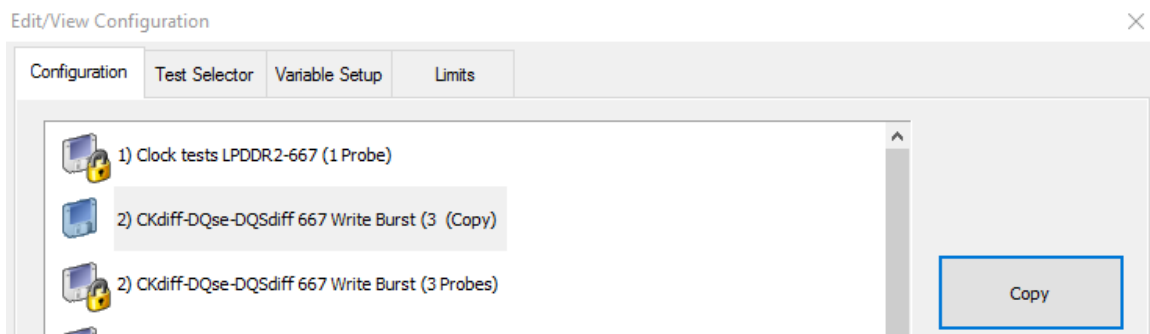 Edit/View Configuration
Configuration Test Selector Variable Setup Limits
1) Clock tests LPDDR2-667 (1 Probe)
2) CKdiff-DQse-DQSdiff 667 Write Burst (3  (Copy)
2) CKdiff-DQse-DQSdiff 667 Write Burst (3 Probes)
Copy